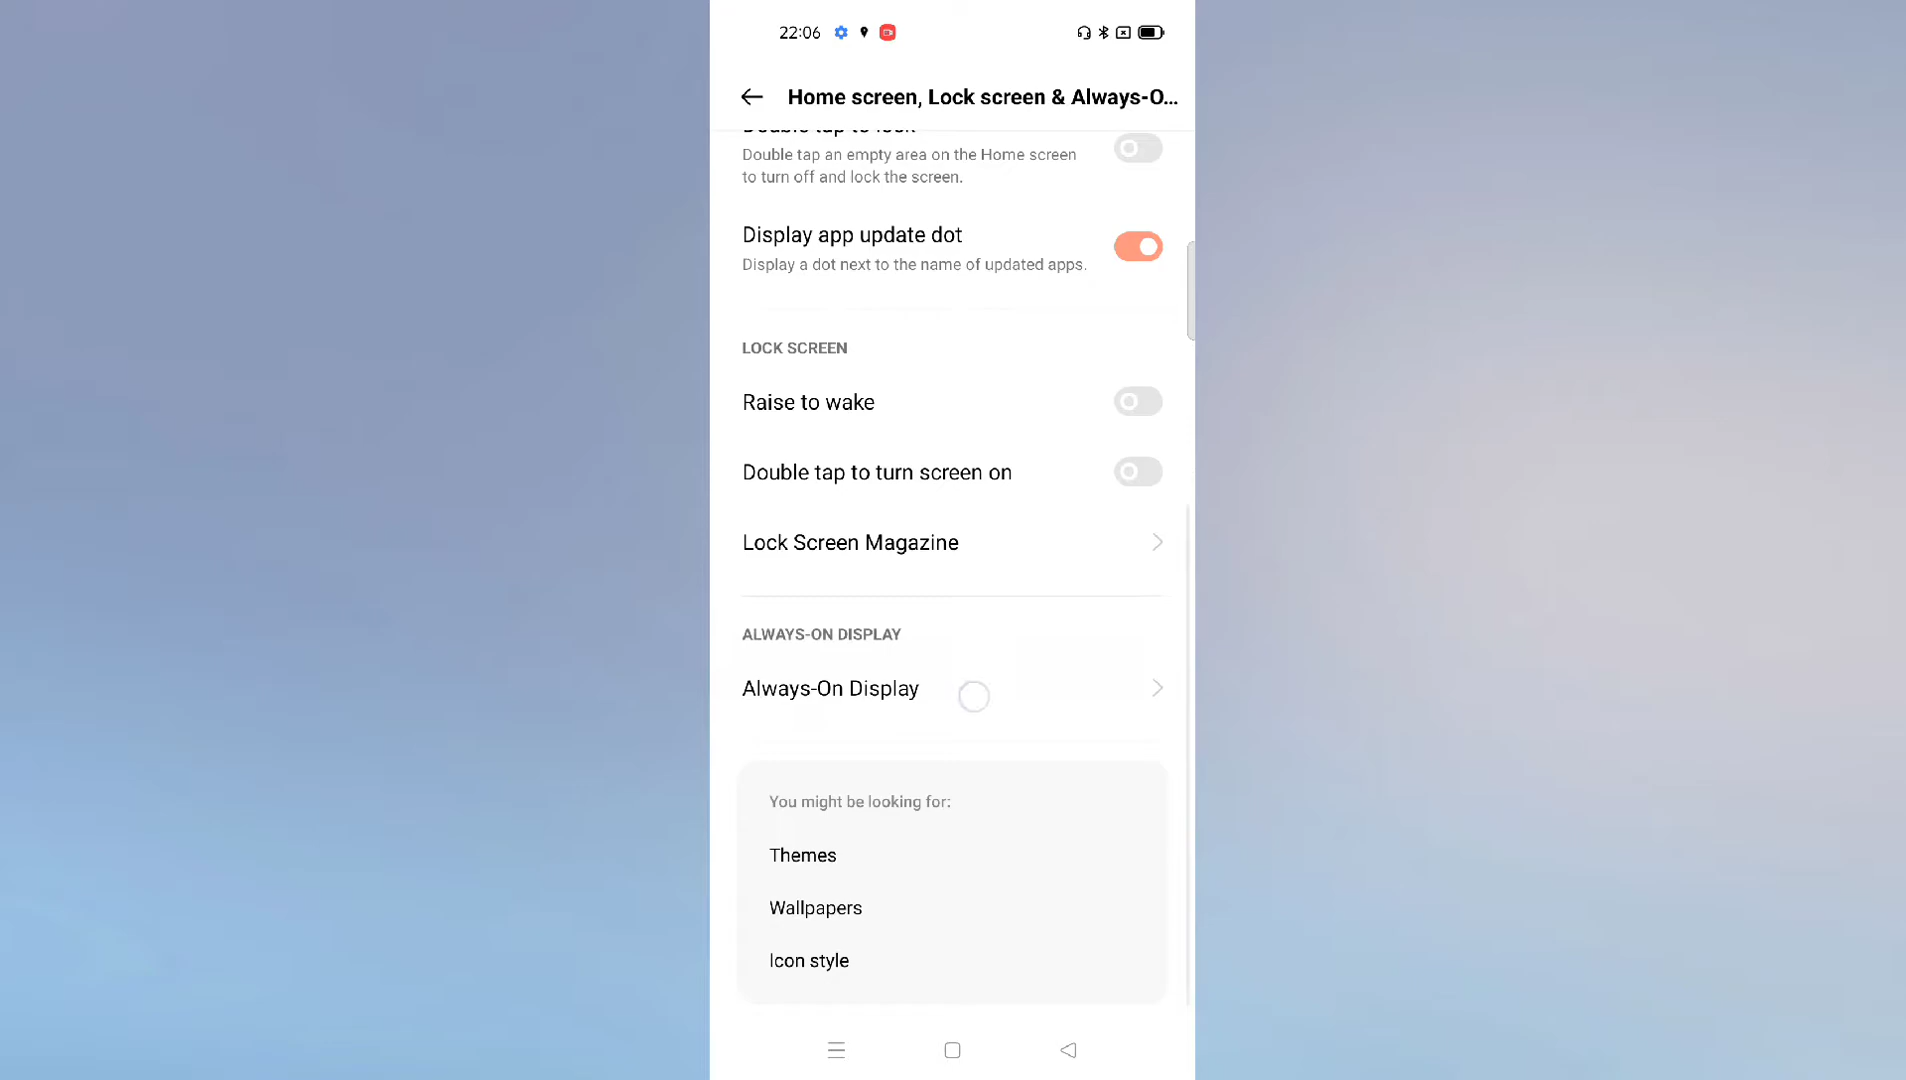 22:06
Home screen, Lock screen & Always-O...
Double tap to lock
Double tap an empty area on the Home screen
to turn off and lock the screen.
Display app update dot
Display a dot next to the name of updated apps.
LOCK SCREEN
Raise to wake
Double tap to turn screen on
Lock Screen Magazine
ALWAYS-ON DISPLAY
Always-On Display
You might be looking for:
Themes
Wallpapers
Icon style